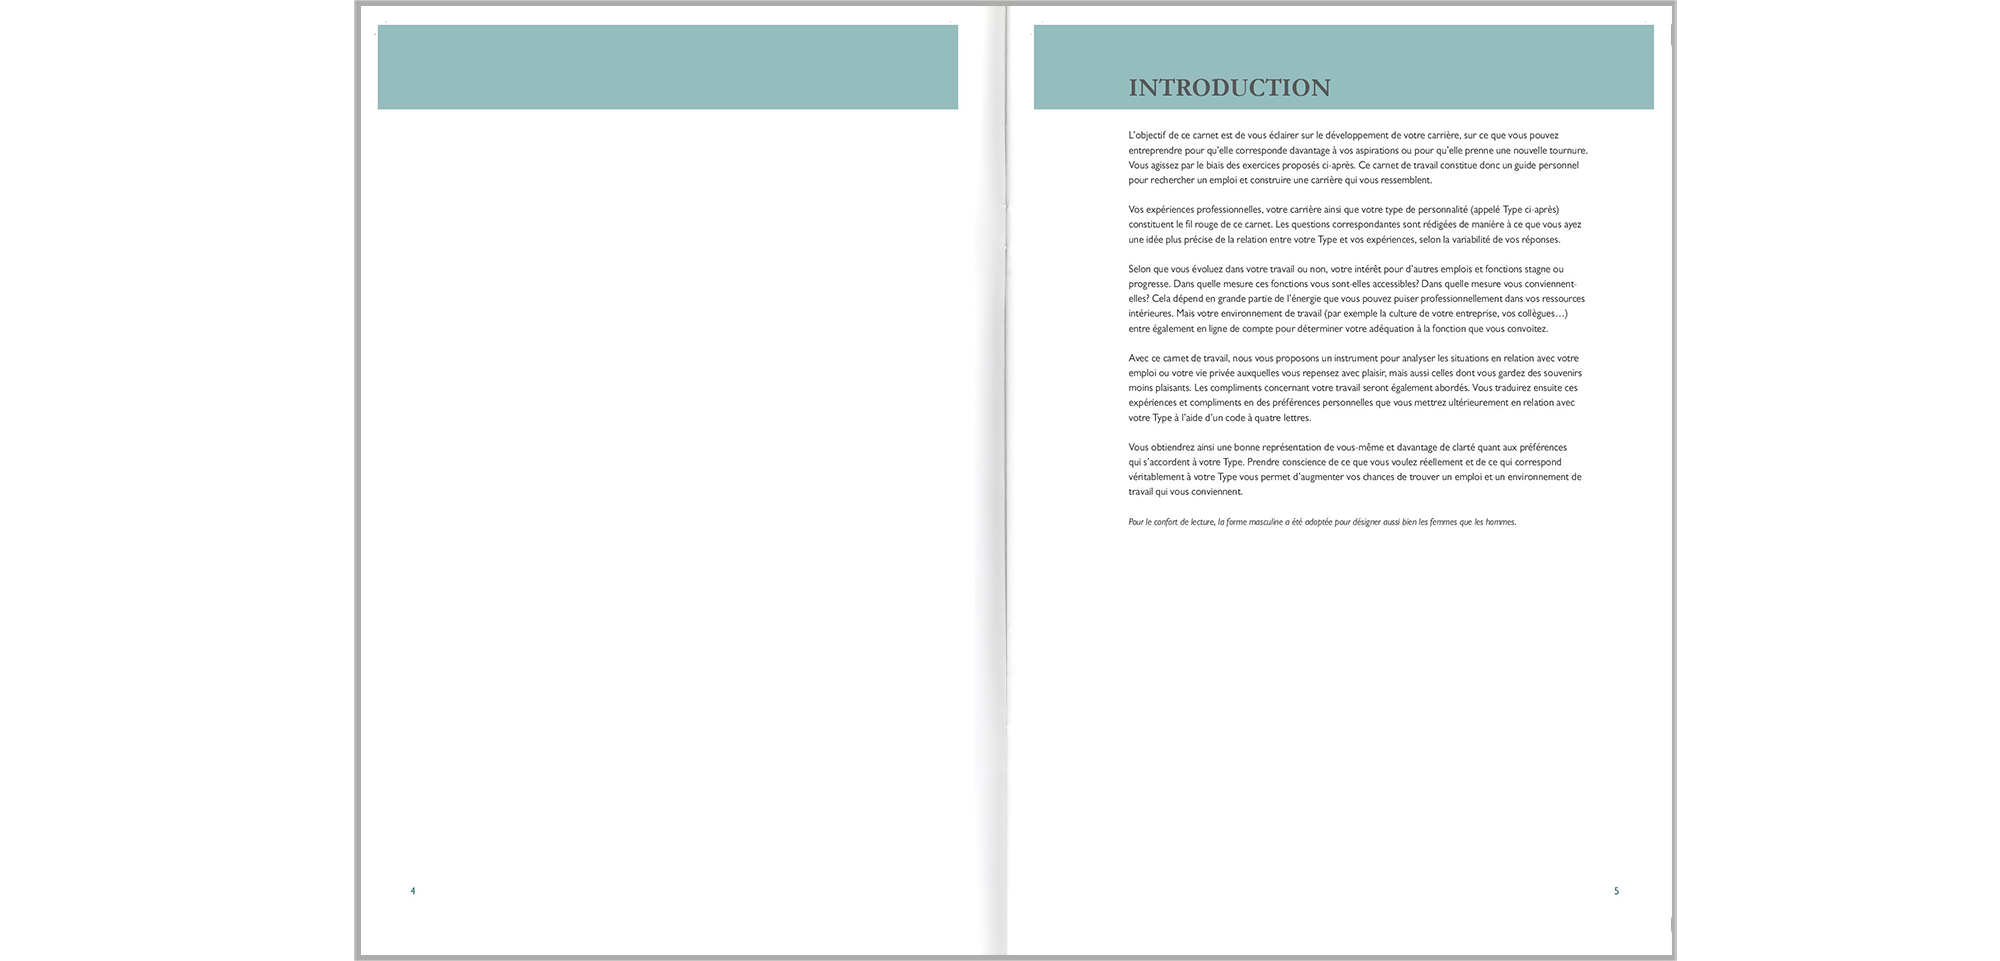 INTRODUCTION
L'objectif de ce carnet est de vous éclairer sur le développement de votre carrière, sur ce que vous pouvez
entreprendre pour qu'elle corresponde davantage à vos aspirations ou pour qu'elle prenne une nouvelle tournure.
Vous agissez par le biais des exercices proposés ci-après. Ce carnet de travail constitue donc un guide personnel
pour rechercher un emploi et construire une carrière qui vous ressemblent.
Vos expériences professionnelles, votre carrière ainsi que votre type de personnalité (appelé Type ci-après)
constituent le fil rouge de ce carnet. Les questions correspondantes sont rédigées de manière à ce que vous ayez
une idée plus précise de la relation entre votre Type et vos expériences, selon la variabilité de vos réponses.
Selon que vous évoluez dans votre travail ou non, votre intérêt pour d'autres emplois et fonctions stagne ou
progresse. Dans quelle mesure ces fonctions vous sont-elles accessibles? Dans quelle mesure vous conviennent-
elles? Cela dépend en grande partie de l'énergie que vous pouvez puiser professionnellement dans vos ressources
intérieures. Mais votre environnement de travail (par exemple la culture de votre entreprise, vos collègues…)
entre également en ligne de compte pour déterminer votre adéquation à la fonction que vous convoitez.
Avec ce carnet de travail, nous vous proposons un instrument pour analyser les situations en relation avec votre
emploi ou votre vie privée auxquelles vous repensez avec plaisir, mais aussi celles dont vous gardez des souvenirs
moins plaisants. Les compliments concernant votre travail seront également abordés. Vous traduirez ensuite ces
expériences et compliments en des préférences personnelles que vous mettrez ultérieurement en relation avec
votre Type à l'aide d'un code à quatre lettres.
Vous obtiendrez ainsi une bonne représentation de vous-même et davantage de clarté quant aux préférences
qui s'accordent à votre Type. Prendre conscience de ce que vous voulez réellement et de ce qui correspond
véritablement à votre Type vous permet d'augmenter vos chances de trouver un emploi et un environnement de
travail qui vous conviennent.
Pour le confort de lecture, la forme masculine a été adoptée pour désigner aussi bien les femmes que les hommes.
4
5